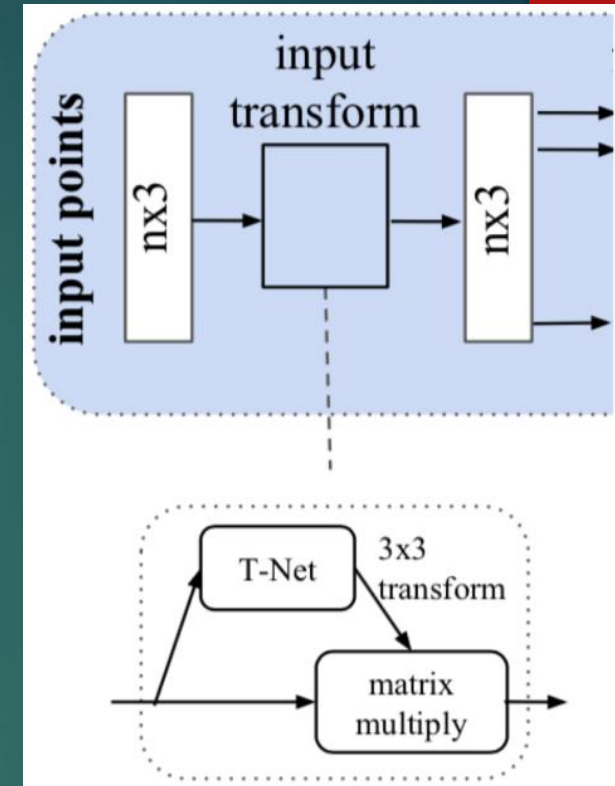 input points
nx3
input
transform
nx3
T-Net
3x3
transform
matrix
multiply